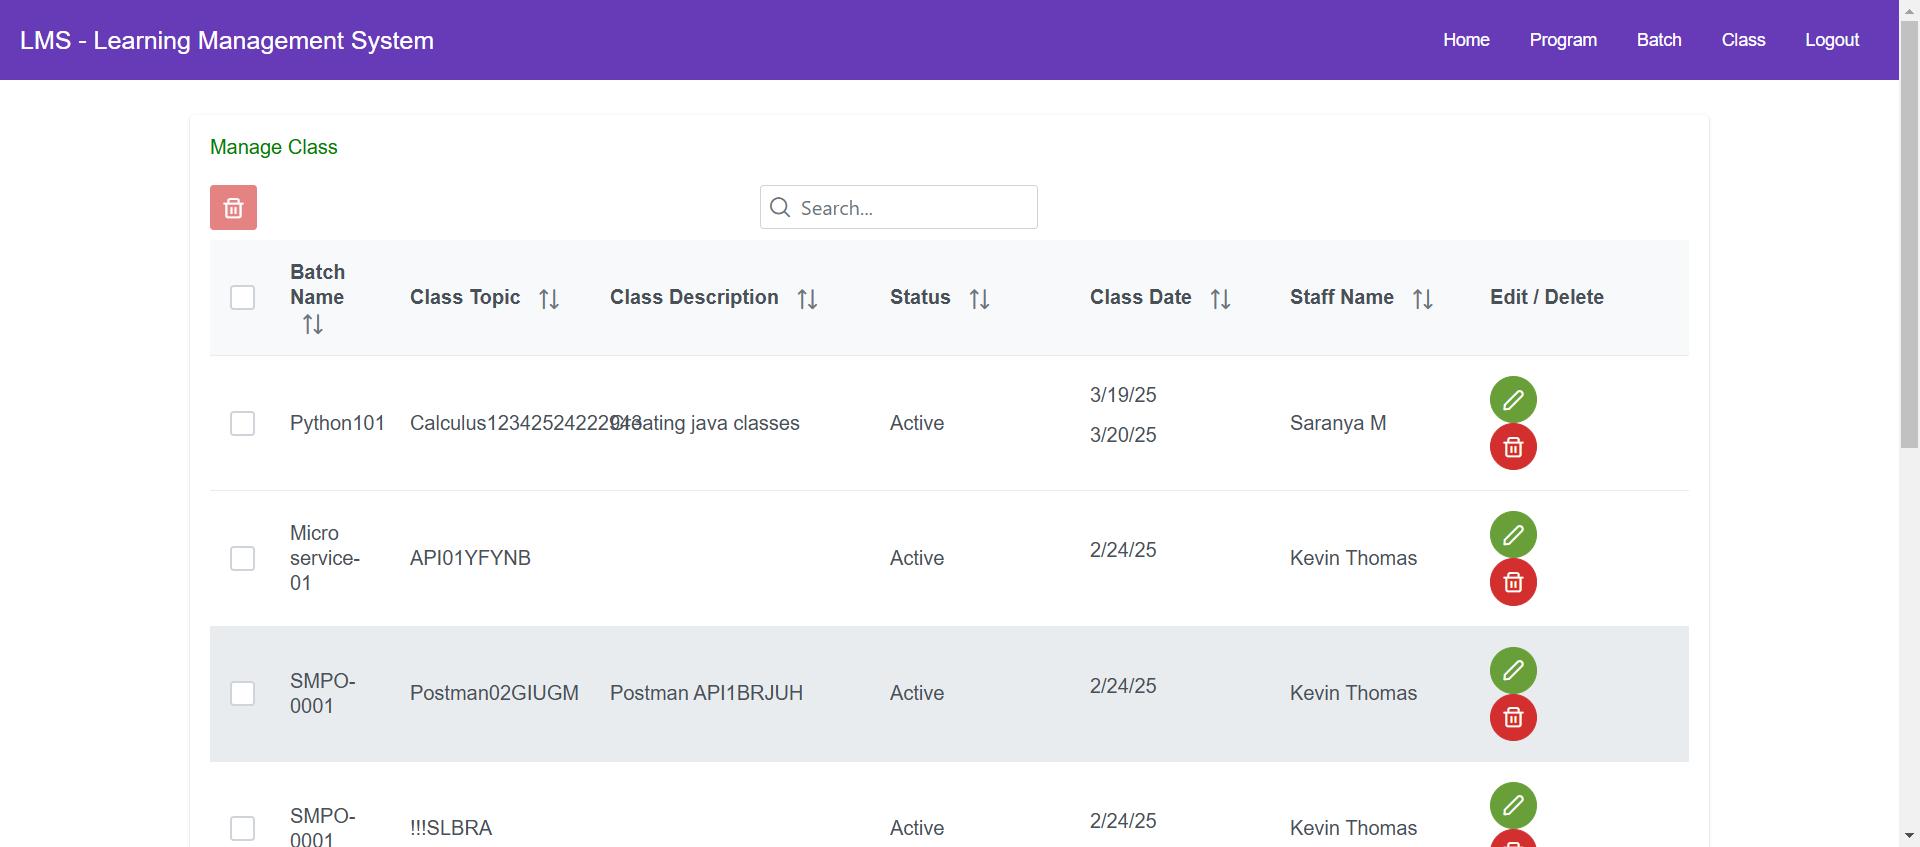 LMS - Learning Management System
Home Program Batch Class Logout
Manage Class
Search...
Batch Name Class Topic Class Description Status Class Date Staff Name Edit / Delete
Python101 Calculus12342524222943 Creating java classes Active 3/19/25 3/20/25 Saranya M
Micro service-01 API01YFYNB Active 2/24/25 Kevin Thomas
SMPO-0001 Postman02GIUGM Postman API1BRJUH Active 2/24/25 Kevin Thomas
SMPO-0001 !!!SLBRA Active 2/24/25 Kevin Thomas